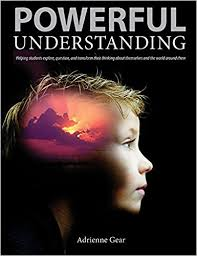 POWERFUL
UNDERSTANDING
Helping students explore, question, and transform their thinking about themselves and the world around them
Adrienne Gear